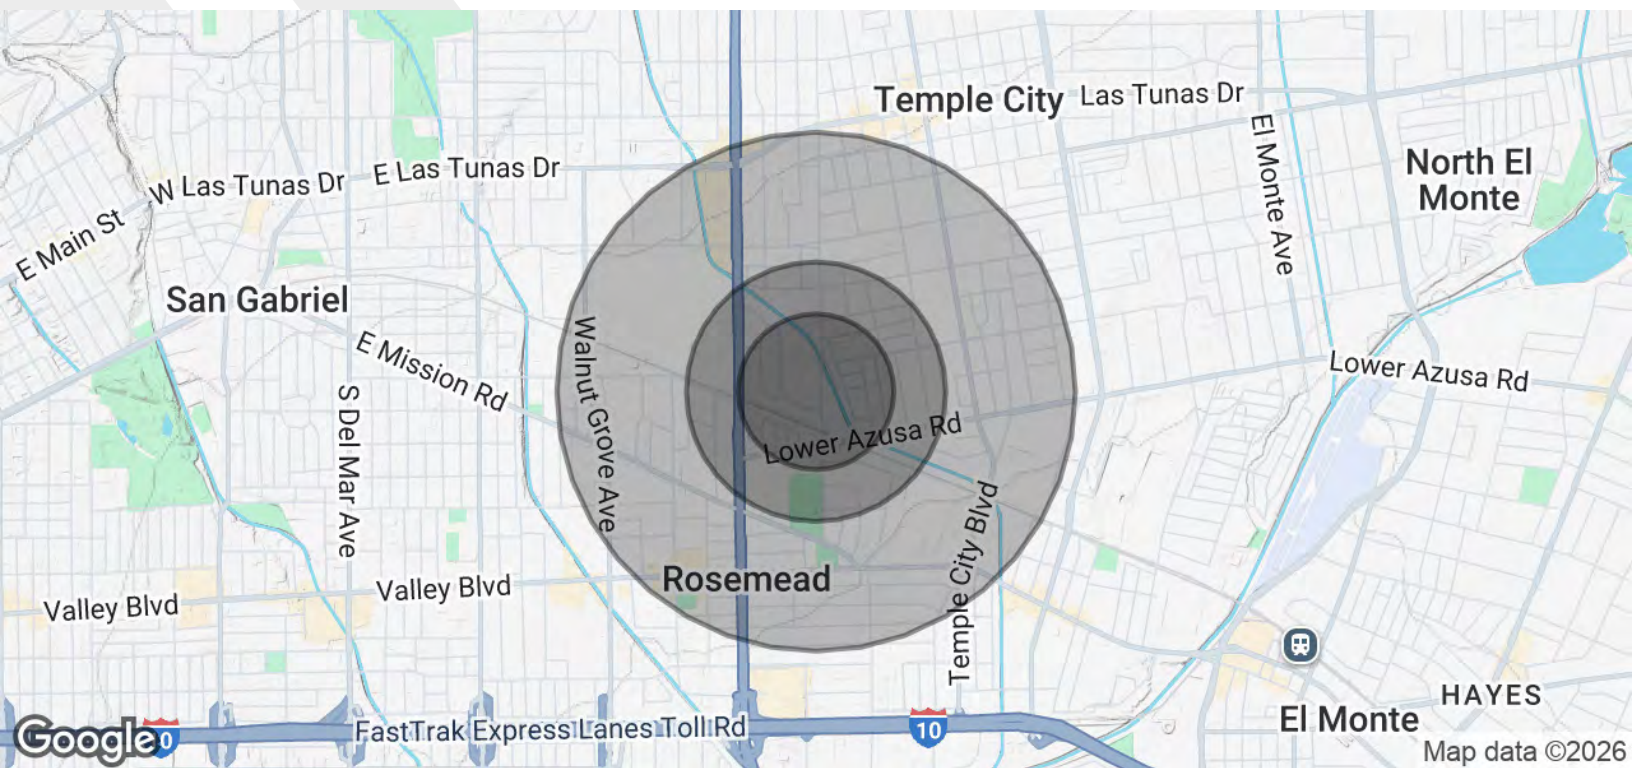 Temple City
Las Tunas Dr
El Monte Ave
North El
Monte
E Las Tunas Dr
W Las Tunas Dr
E Main St
San Gabriel
E Mission Rd
Walnut Grove Ave
S Del Mar Ave
Lower Azusa Rd
Lower Azusa Rd
Temple City Blvd
Rosemead
Valley Blvd
Valley Blvd
HAYES
El Monte
FastTrak Express Lanes Toll Rd
10
Google
0
Map data ©2026